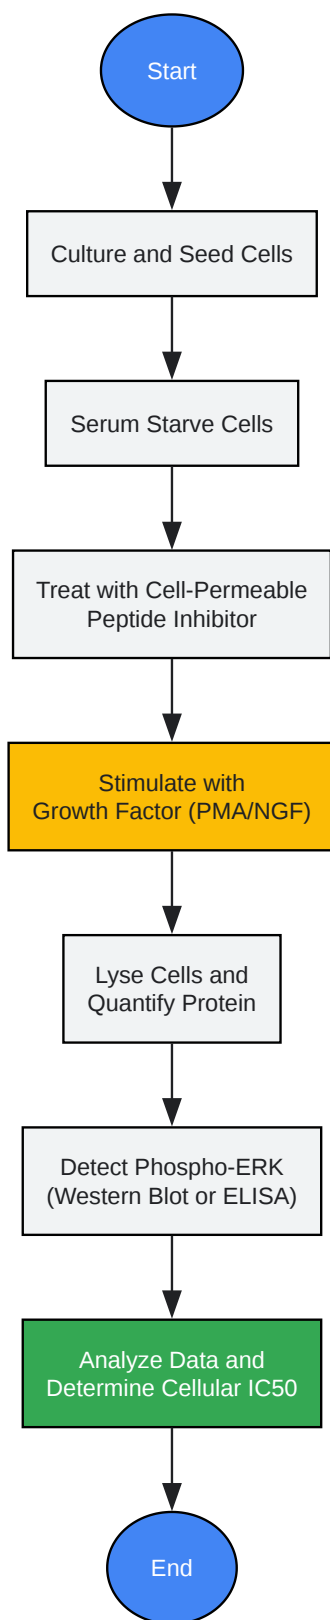 Start
Culture and Seed Cells
Serum Starve Cells
Treat with Cell-Permeable
Peptide Inhibitor
Stimulate with
Growth Factor (PMA/NGF)
Lyse Cells and
Quantify Protein
Detect Phospho-ERK
(Western Blot or ELISA)
Analyze Data and
Determine Cellular IC50
End